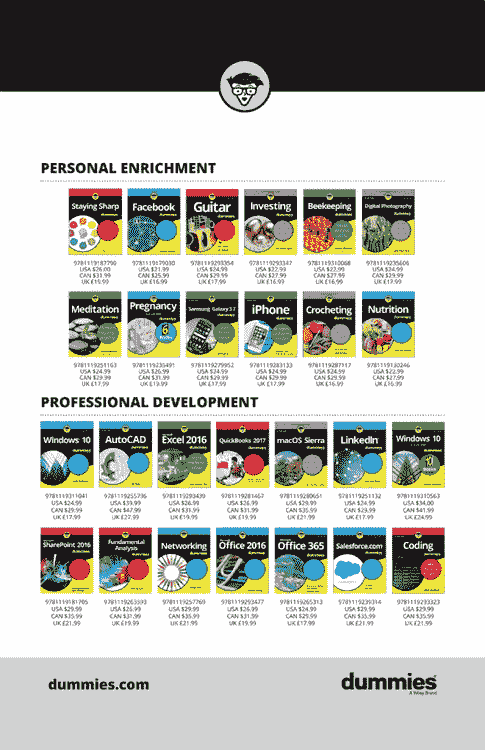 PERSONAL ENRICHMENT
Staying Sharp
Facebook
Guitar
Investing
Beekeeping
Digital Photography
9781119187790
USA $26.00
CAN $31.99
UK £19.99
9781119179030
USA $21.99
CAN $25.99
UK £16.99
9781119293354
USA $24.99
CAN $29.99
UK £17.99
9781119293347
USA $22.99
CAN $27.99
UK £16.99
9781119310068
USA $22.99
CAN $27.99
UK £16.99
9781119235606
USA $24.99
CAN $29.99
UK £17.99
Meditation
Pregnancy
Samsung Galaxy S7
iPhone
Crocheting
Nutrition
9781119251163
USA $24.99
CAN $29.99
UK £17.99
9781119235491
USA $26.99
CAN $31.99
UK £19.99
9781119279952
USA $24.99
CAN $29.99
UK £17.99
9781119283133
USA $24.99
CAN $29.99
UK £17.99
9781119287117
USA $24.99
CAN $29.99
UK £16.99
9781119130246
USA $22.99
CAN $27.99
UK £16.99
PROFESSIONAL DEVELOPMENT
Windows 10
AutoCAD
Excel 2016
QuickBooks 2017
macOS Sierra
LinkedIn
Windows 10
9781119311041
USA $24.99
CAN $29.99
UK £17.99
9781119255796
USA $39.99
CAN $47.99
UK £27.99
9781119293439
USA $26.99
CAN $31.99
UK £19.99
9781119281467
USA $26.99
CAN $31.99
UK £19.99
9781119280651
USA $29.99
CAN $35.99
UK £21.99
9781119251132
USA $24.99
CAN $29.99
UK £17.99
9781119310563
USA $34.00
CAN $41.99
UK £24.99
SharePoint 2016
Fundamental
Analysis
Networking
Office 2016
Office 365
Salesforce.com
Coding
9781119181705
USA $29.99
CAN $35.99
UK £21.99
9781119263593
USA $26.99
CAN $31.99
UK £19.99
9781119257769
USA $29.99
CAN $35.99
UK £21.99
9781119293477
USA $26.99
CAN $31.99
UK £19.99
9781119265313
USA $24.99
CAN $29.99
UK £17.99
9781119239314
USA $29.99
CAN $35.99
UK £21.99
9781119293323
USA $29.99
CAN $35.99
UK £21.99
dummies.com
dummies
A Wiley Brand